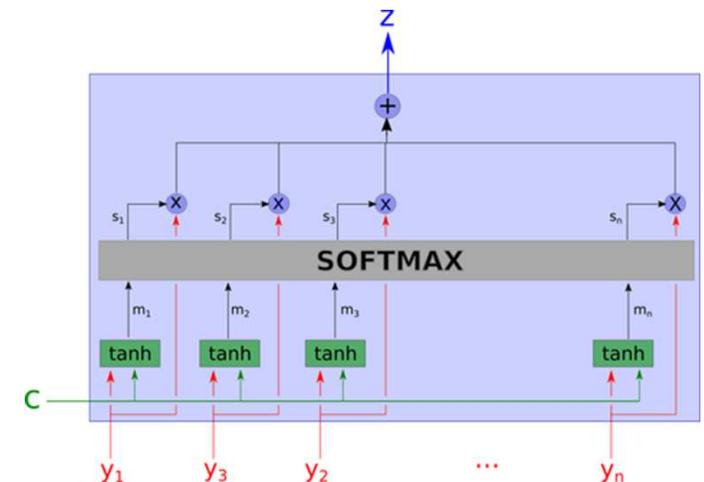 z
+
x x x x
s1 s2 s3 sn
SOFTMAX
m1 m2 m3 mn
tanh tanh tanh tanh
C
y1 y3 y2 ... yn